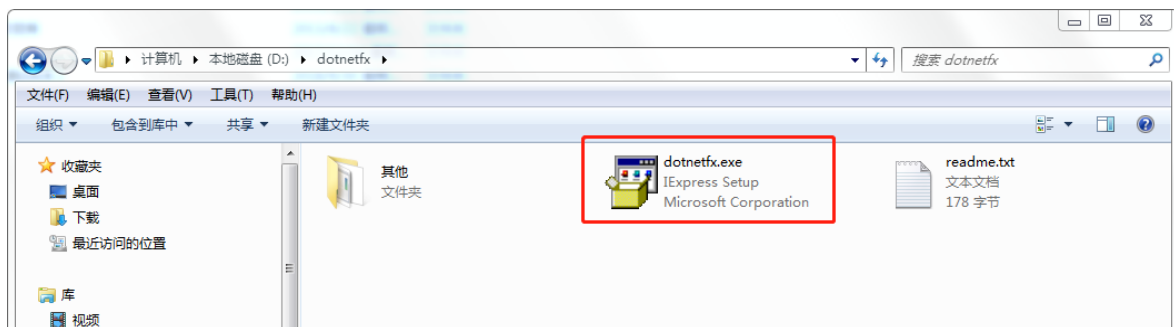 计算机 ▸ 本地磁盘 (D:) ▸ dotnetfx ▸
搜索 dotnetfx
文件(F) 编辑(E) 查看(V) 工具(T) 帮助(H)
组织 包含到库中 共享 新建文件夹
收藏夹
桌面
下载
最近访问的位置
库
视频
其他
文件夹
dotnetfx.exe
IExpress Setup
Microsoft Corporation
readme.txt
文本文档
178 字节